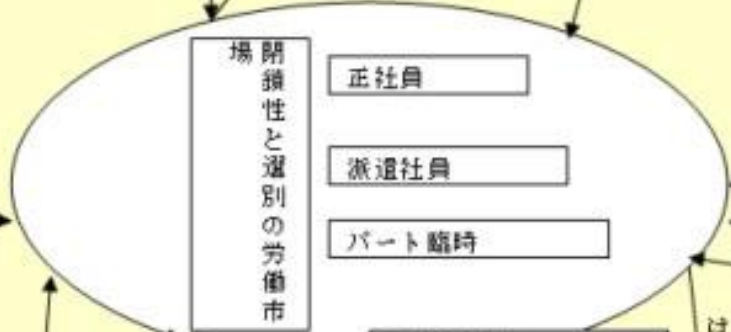 閉鎖性と選別の労働市
場
正社員
派遣社員
パート臨時
は